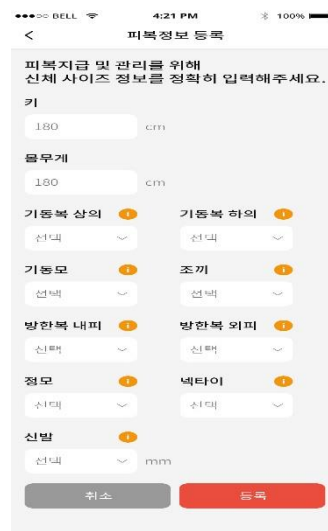 BELL 4:21 PM 100%
< 피복정보 등록
피복지급 및 관리를 위해
신체 사이즈 정보를 정확히 입력해주세요.
키
180 cm
몸무게
180 cm
기동복 상의 기동복 하의
선택 선택
기동모 조끼
선택 선택
방한복 내피 방한복 외피
선택 선택
정모 넥타이
선택 선택
신발
선택 mm
취소 등록